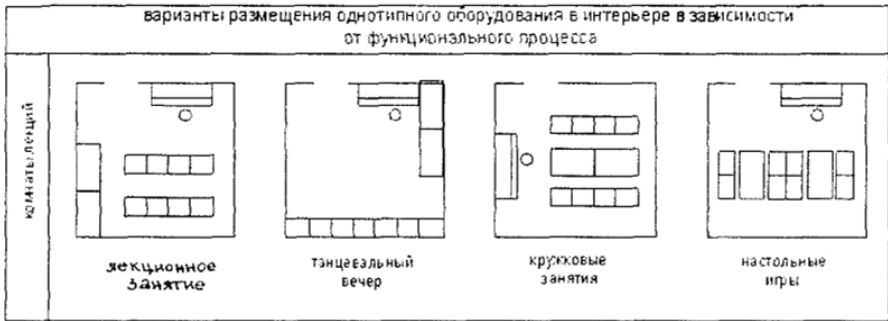 варианты размещения однотипного оборудования в интерьере в зависимости
от функционального процесса
комнаты лекций
лекционное
занятие
танцевальный
вечер
кружковые
занятия
настольные
игры